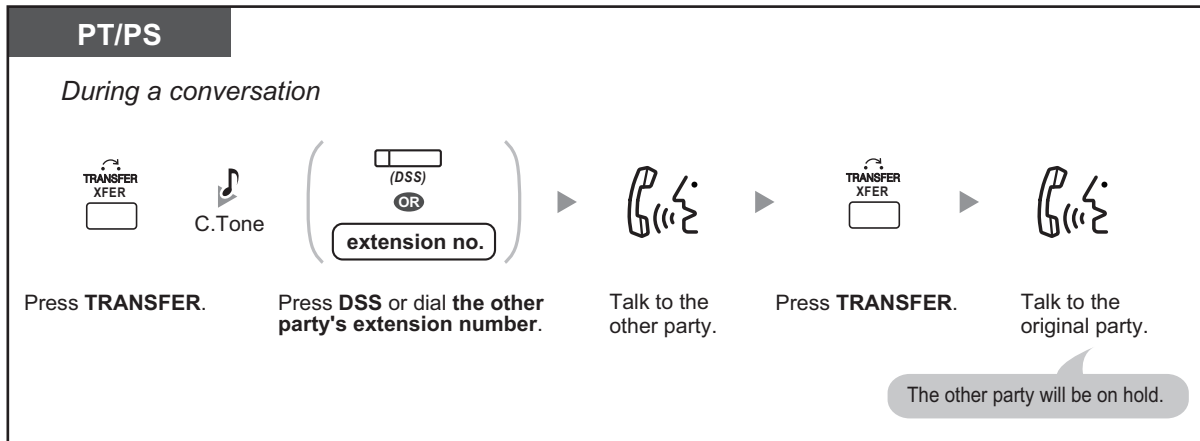 PT/PS
During a conversation
TRANSFER
XFER
C.Tone
(DSS)
OR
extension no.
TRANSFER
XFER
Press TRANSFER.
Press DSS or dial the other
party's extension number.
Talk to the
other party.
Press TRANSFER.
Talk to the
original party.
The other party will be on hold.